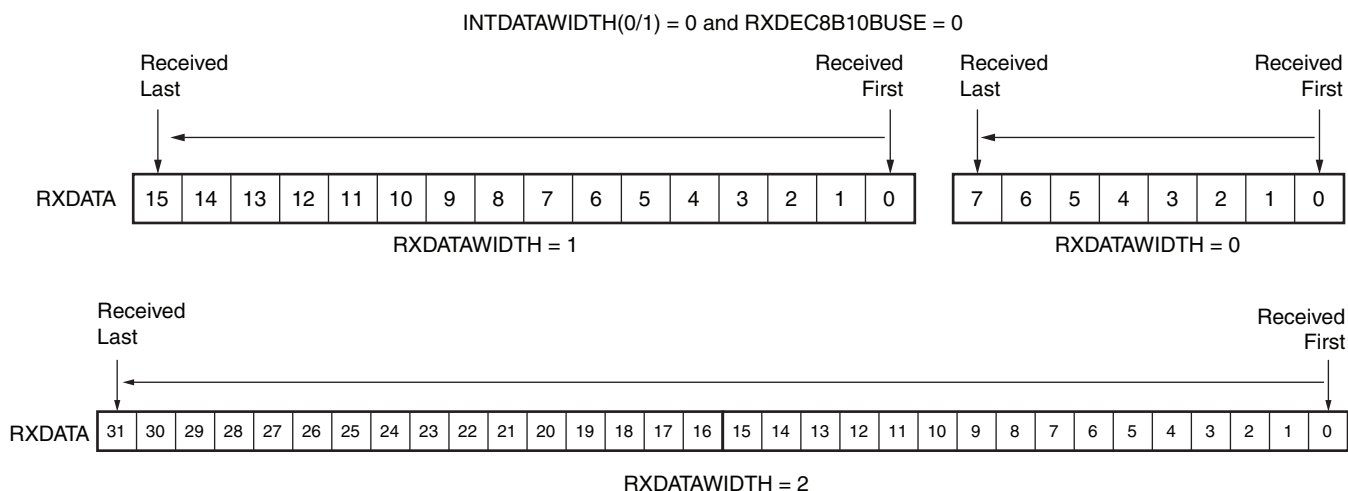 INTDATAWIDTH(0/1) = 0 and RXDEC8B10BUSE = 0
Received Last
Received First
Received Last
Received First
RXDATA 15 14 13 12 11 10 9 8 7 6 5 4 3 2 1 0
7 6 5 4 3 2 1 0
RXDATAWIDTH = 1
RXDATAWIDTH = 0
Received Last
Received First
RXDATA 31 30 29 28 27 26 25 24 23 22 21 20 19 18 17 16 15 14 13 12 11 10 9 8 7 6 5 4 3 2 1 0
RXDATAWIDTH = 2